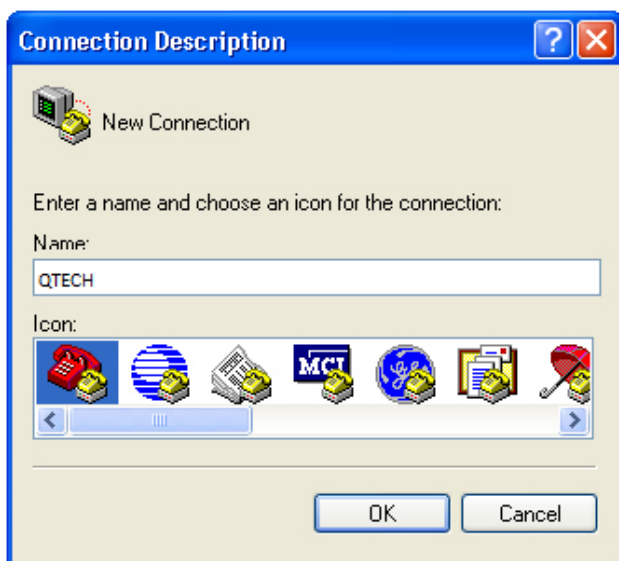 Connection Description
New Connection
Enter a name and choose an icon for the connection:
Name:
QTECH
Icon:
MCI
OK Cancel